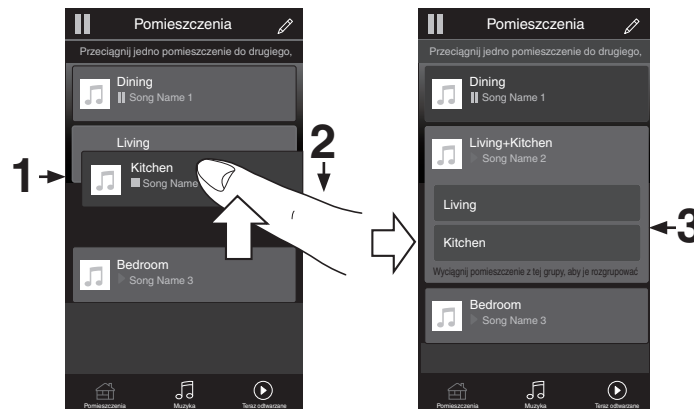 Pomieszczenia
Przeciągnij jedno pomieszczenie do drugiego,
Dining
Song Name 1
Living
Kitchen
Song Name
Bedroom
Song Name 3
Pomieszczenia
Muzyka
Teraz odtwarzane
1
2
Pomieszczenia
Przeciągnij jedno pomieszczenie do drugiego,
Dining
Song Name 1
Living+Kitchen
Song Name 2
Living
Kitchen
Wyciągnij pomieszczenie z tej grupy, aby je rozgrupować
Bedroom
Song Name 3
Pomieszczenia
Muzyka
Teraz odtwarzane
3